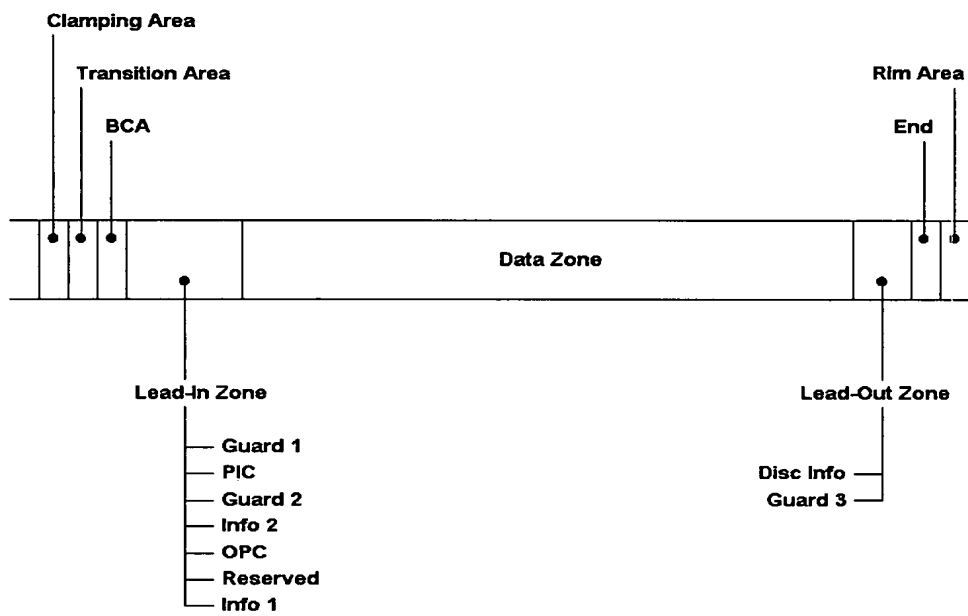 Clamping Area
Transition Area
Rim Area
BCA
End
Data Zone
Lead-In Zone
Lead-Out Zone
Guard 1
PIC
Disc Info
Guard 2
Guard 3
Info 2
OPC
Reserved
Info 1